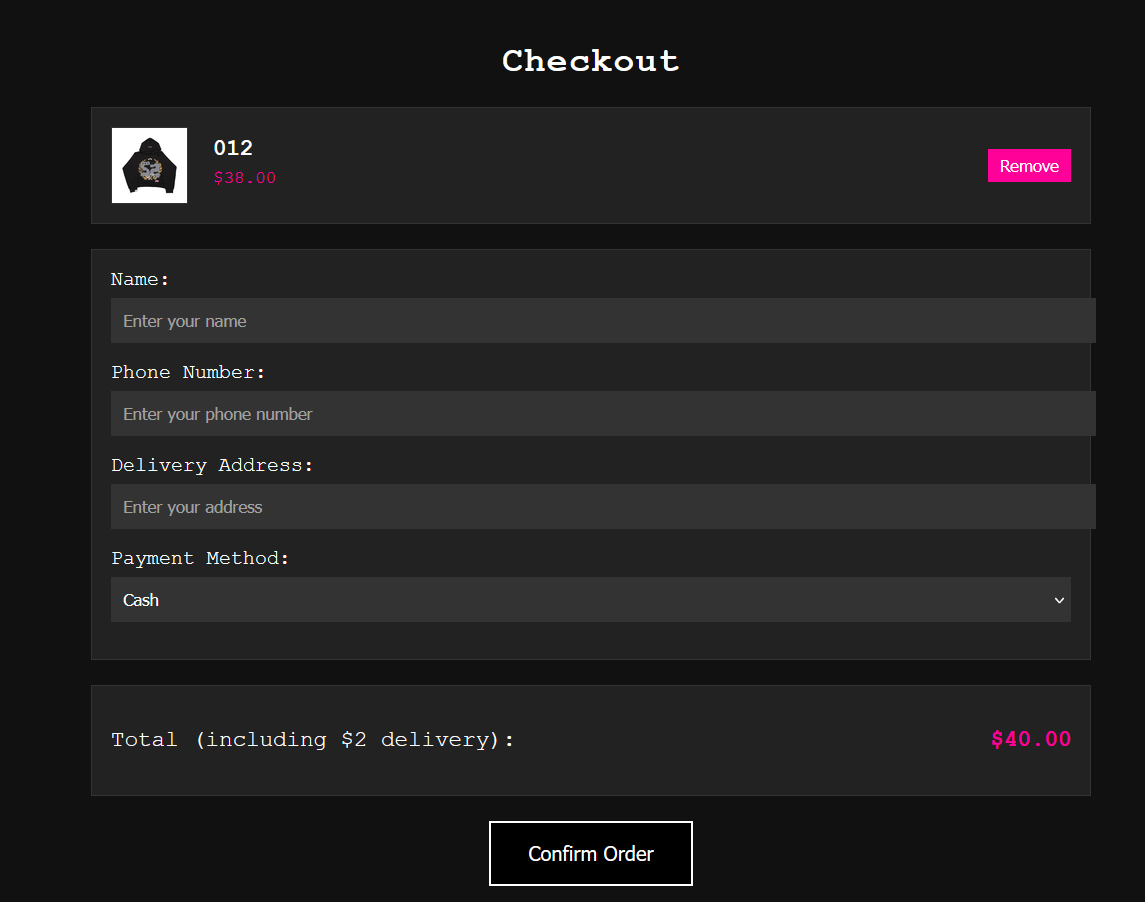 Checkout
012
$38.00
Remove
Name:
Enter your name
Phone Number:
Enter your phone number
Delivery Address:
Enter your address
Payment Method:
Cash
Total (including $2 delivery):
$40.00
Confirm Order